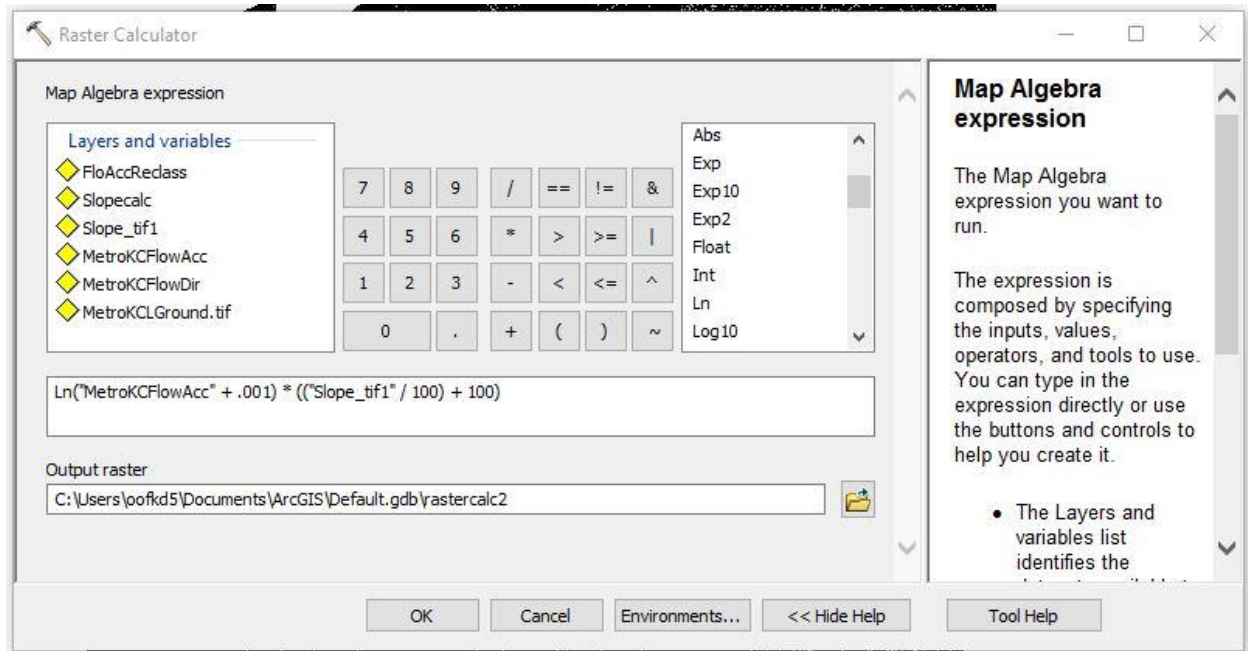 Raster Calculator
Map Algebra expression
Layers and variables
FloAccReclass
Slopecalc
Slope_tif1
MetroKCFlowAcc
MetroKCFlowDir
MetroKCLGround.tif
7 8 9 / == != &
4 5 6 * > >= |
1 2 3 - < <= ^
0 . + ( ) ~
Abs
Exp
Exp10
Exp2
Float
Int
Ln
Log10
Ln("MetroKCFlowAcc" + .001) * (("Slope_tif1" / 100) + 100)
Output raster
C:\Users\oofkd5\Documents\ArcGIS\Default.gdb\rastercalc2
Map Algebra
expression
The Map Algebra
expression you want to
run.
The expression is
composed by specifying
the inputs, values,
operators, and tools to use.
You can type in the
expression directly or use
the buttons and controls to
help you create it.
• The Layers and
variables list
identifies the
OK Cancel Environments... << Hide Help Tool Help